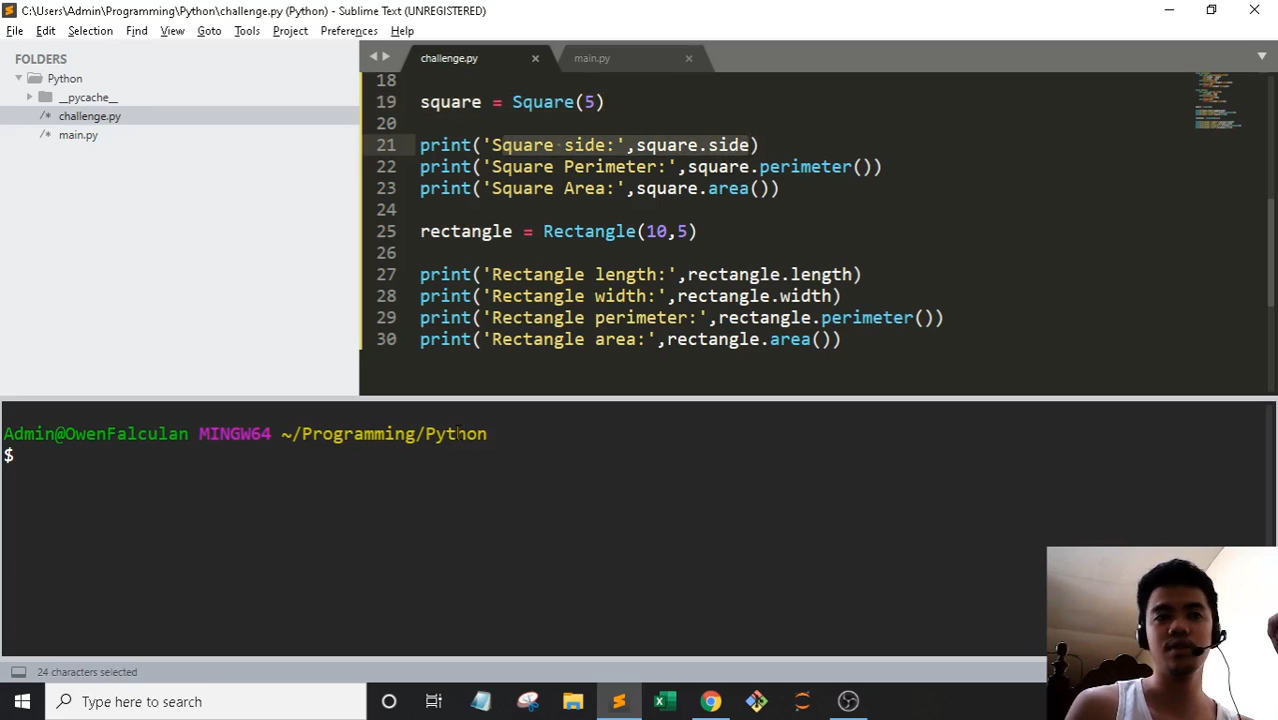 C:\Users\Admin\Programming\Python\challenge.py (Python) - Sublime Text (UNREGISTERED)
File Edit Selection Find View Goto Tools Project Preferences Help
FOLDERS
Python
__pycache__
/* challenge.py
/* main.py
challenge.py main.py
18
19 square = Square(5)
20
21 print('Square side:',square.side)
22 print('Square Perimeter:',square.perimeter())
23 print('Square Area:',square.area())
24
25 rectangle = Rectangle(10,5)
26
27 print('Rectangle length:',rectangle.length)
28 print('Rectangle width:',rectangle.width)
29 print('Rectangle perimeter:',rectangle.perimeter())
30 print('Rectangle area:',rectangle.area())
Admin@OwenFalculan MINGW64 ~/Programming/Python
$
24 characters selected
Type here to search